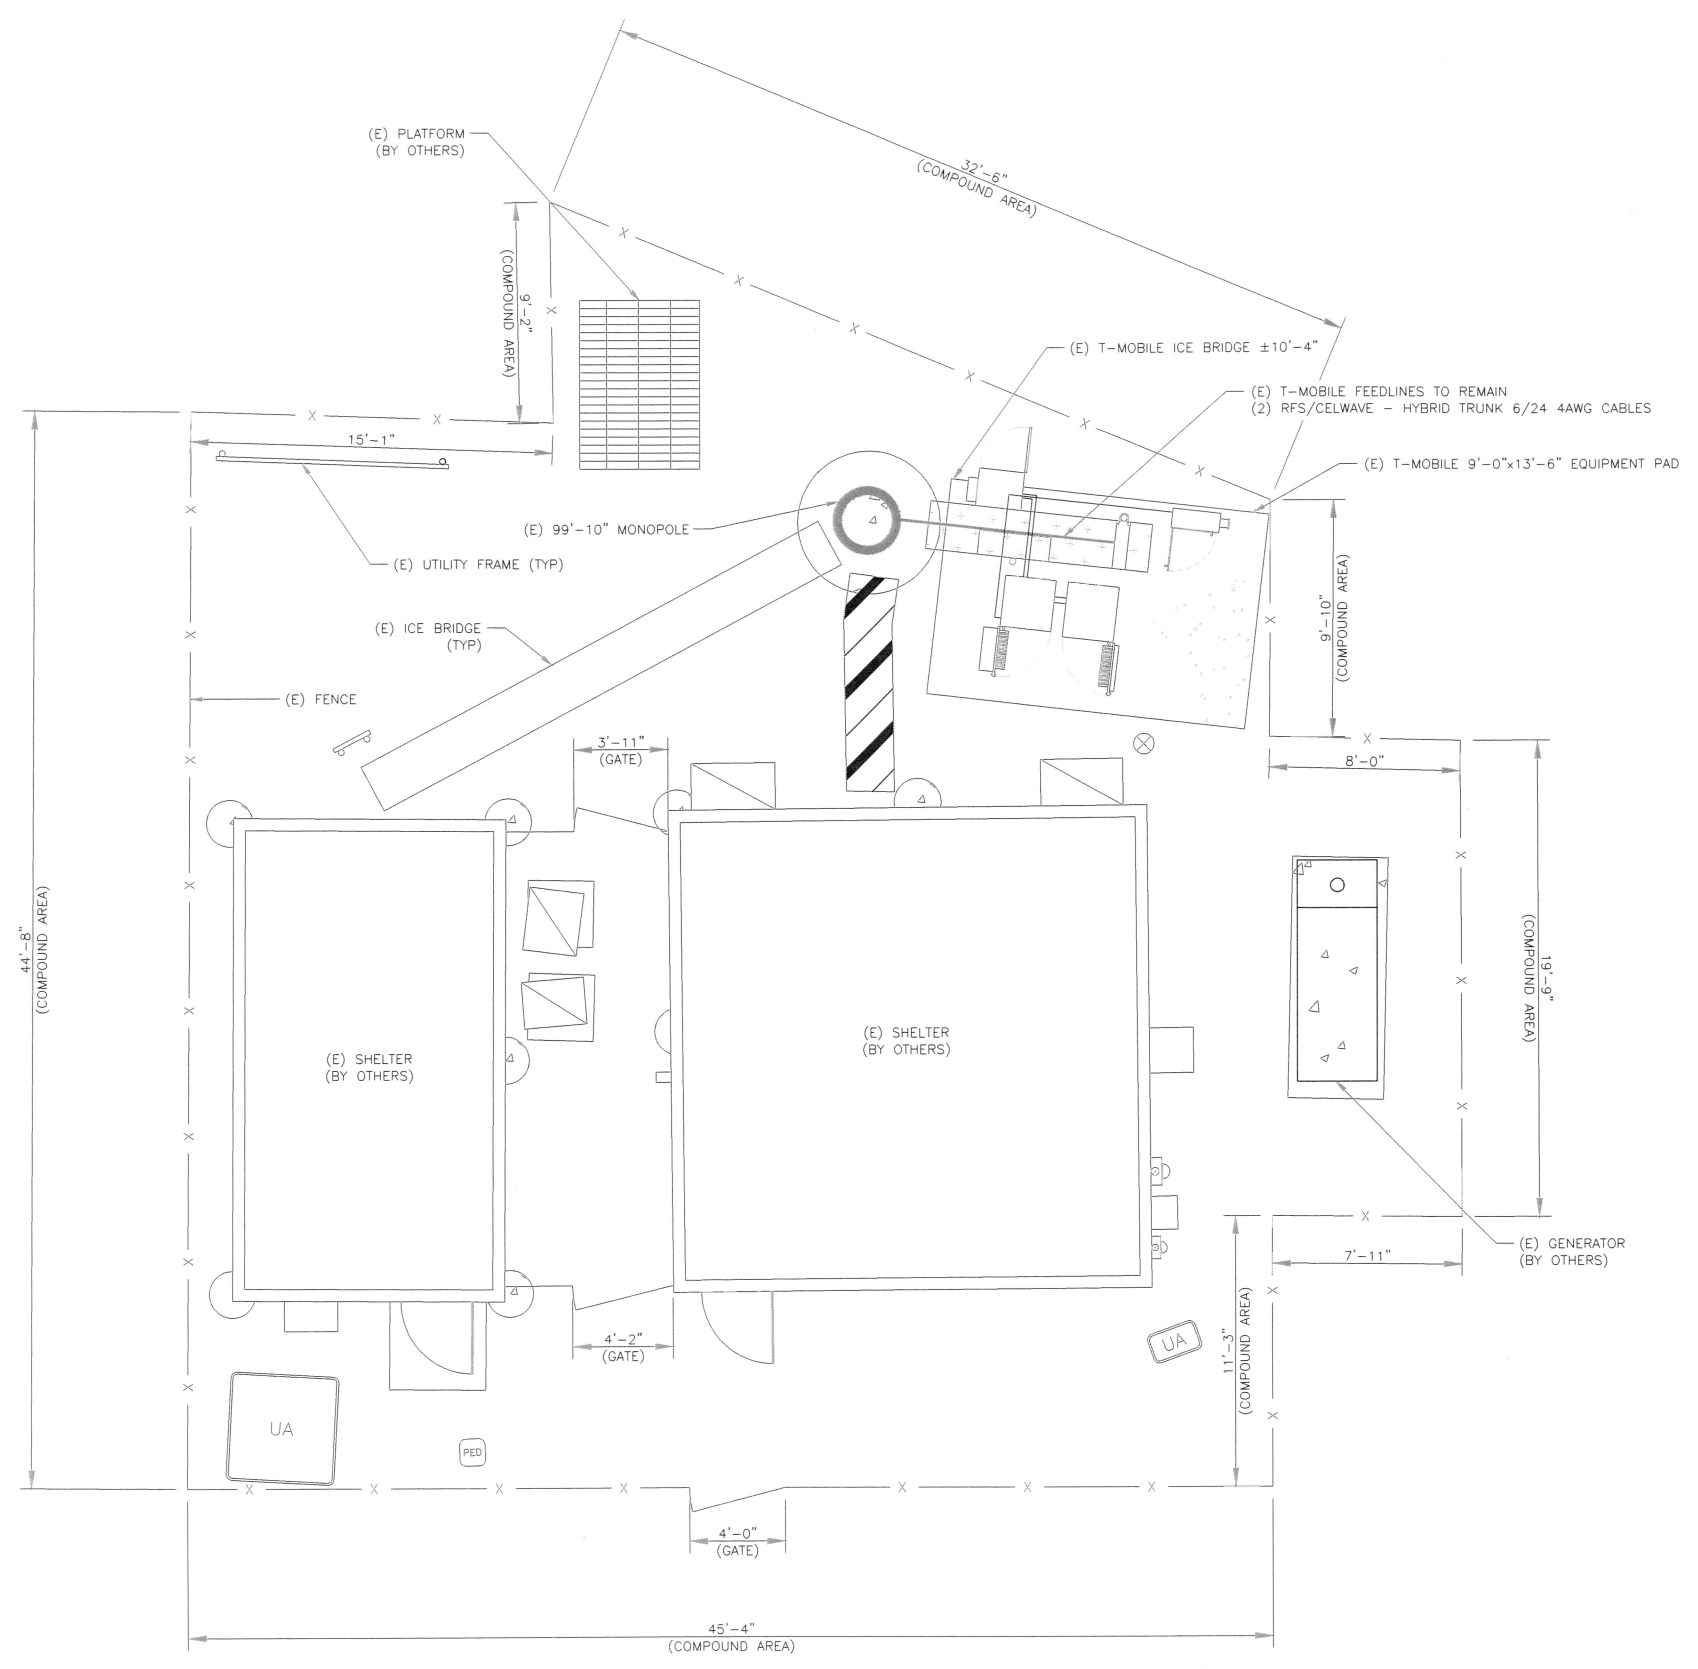 (E) PLATFORM
(BY OTHERS)
32'-6"
(COMPOUND AREA)
9'-2"
(COMPOUND AREA)
(E) T-MOBILE ICE BRIDGE ±10'-4"
(E) T-MOBILE FEEDLINES TO REMAIN
(2) RFS/CELWAVE - HYBRID TRUNK 6/24 4AWG CABLES
15'-1"
(E) T-MOBILE 9'-0"x13'-6" EQUIPMENT PAD
(E) 99'-10" MONOPOLE
(E) UTILITY FRAME (TYP)
9'-10"
(COMPOUND AREA)
(E) ICE BRIDGE
(TYP)
(E) FENCE
3'-11"
(GATE)
8'-0"
44'-8"
(COMPOUND AREA)
19'-9"
(COMPOUND AREA)
(E) SHELTER
(BY OTHERS)
(E) SHELTER
(BY OTHERS)
(E) GENERATOR
(BY OTHERS)
7'-11"
4'-2"
(GATE)
11'-3"
(COMPOUND AREA)
UA
UA
PED
4'-0"
(GATE)
45'-4"
(COMPOUND AREA)